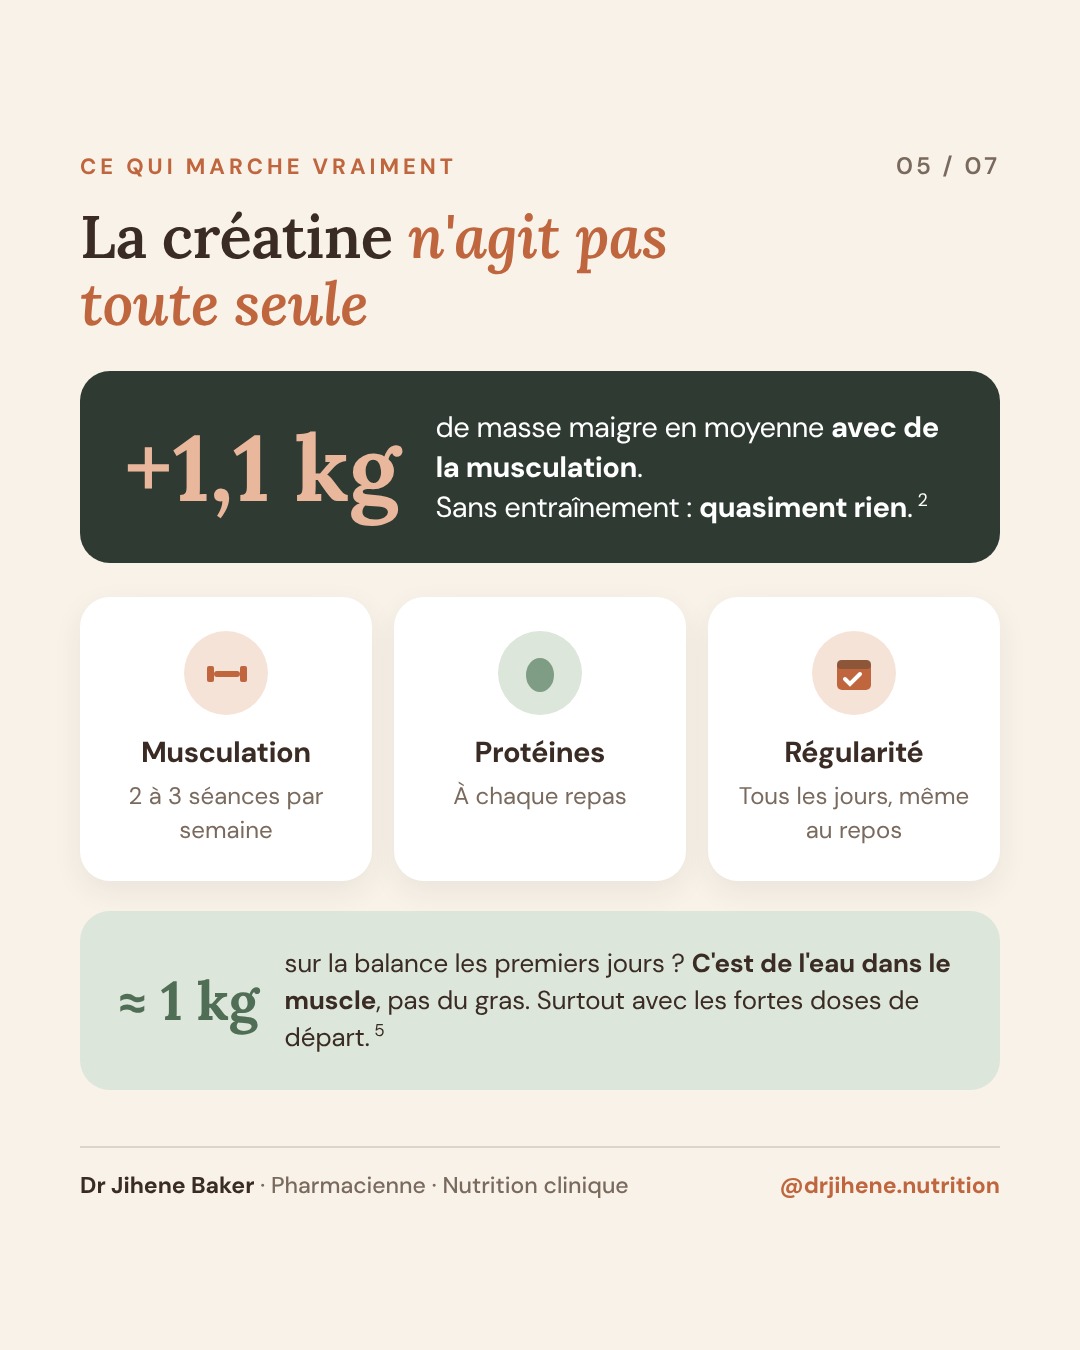 CE QUI MARCHE VRAIMENT
05 / 07
La créatine n'agit pas
toute seule
+1,1 kg
de masse maigre en moyenne avec de
la musculation.
Sans entraînement : quasiment rien. 2
Musculation
2 à 3 séances par
semaine
Protéines
À chaque repas
Régularité
Tous les jours, même
au repos
≈ 1 kg
sur la balance les premiers jours ? C'est de l'eau dans le
muscle, pas du gras. Surtout avec les fortes doses de
départ. 5
Dr Jihene Baker · Pharmacienne · Nutrition clinique
@drjihene.nutrition